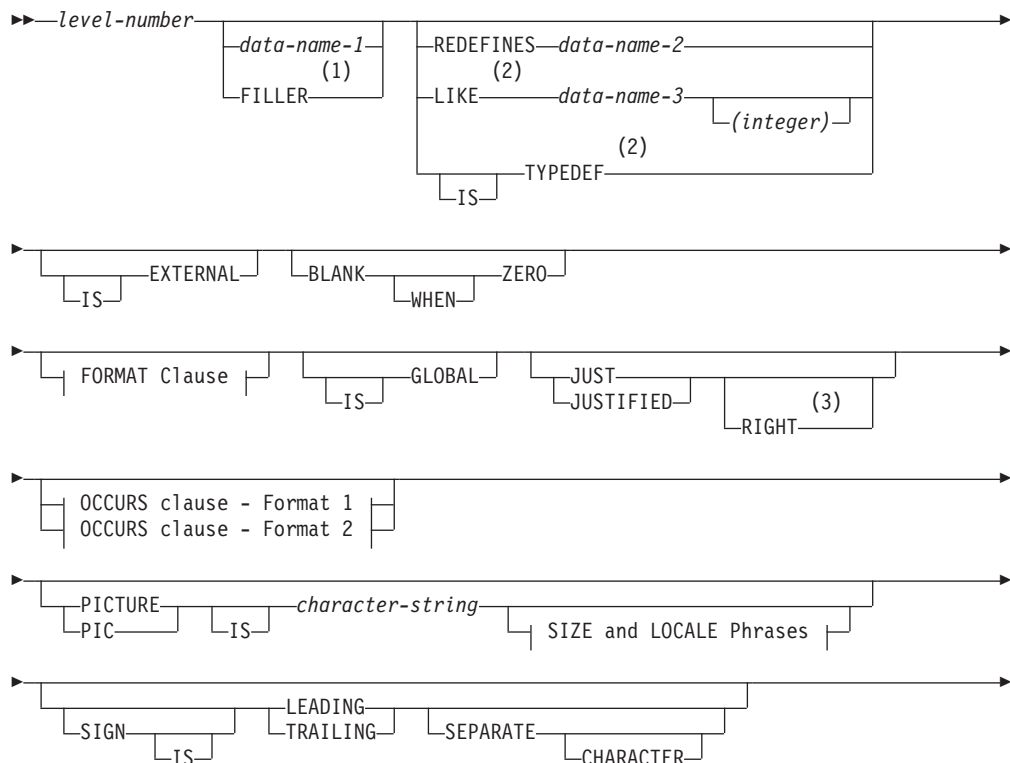 level-number
data-name-1 REDEFINES data-name-2
(1) (2)
FILLER LIKE data-name-3
(integer)
(2)
TYPEDEF
IS
EXTERNAL BLANK ZERO
IS WHEN
FORMAT Clause GLOBAL JUST
IS JUSTIFIED (3)
RIGHT
OCCURS clause - Format 1
OCCURS clause - Format 2
PICTURE character-string
PIC IS SIZE and LOCALE Phrases
LEADING
SIGN TRAILING SEPARATE
IS CHARACTER